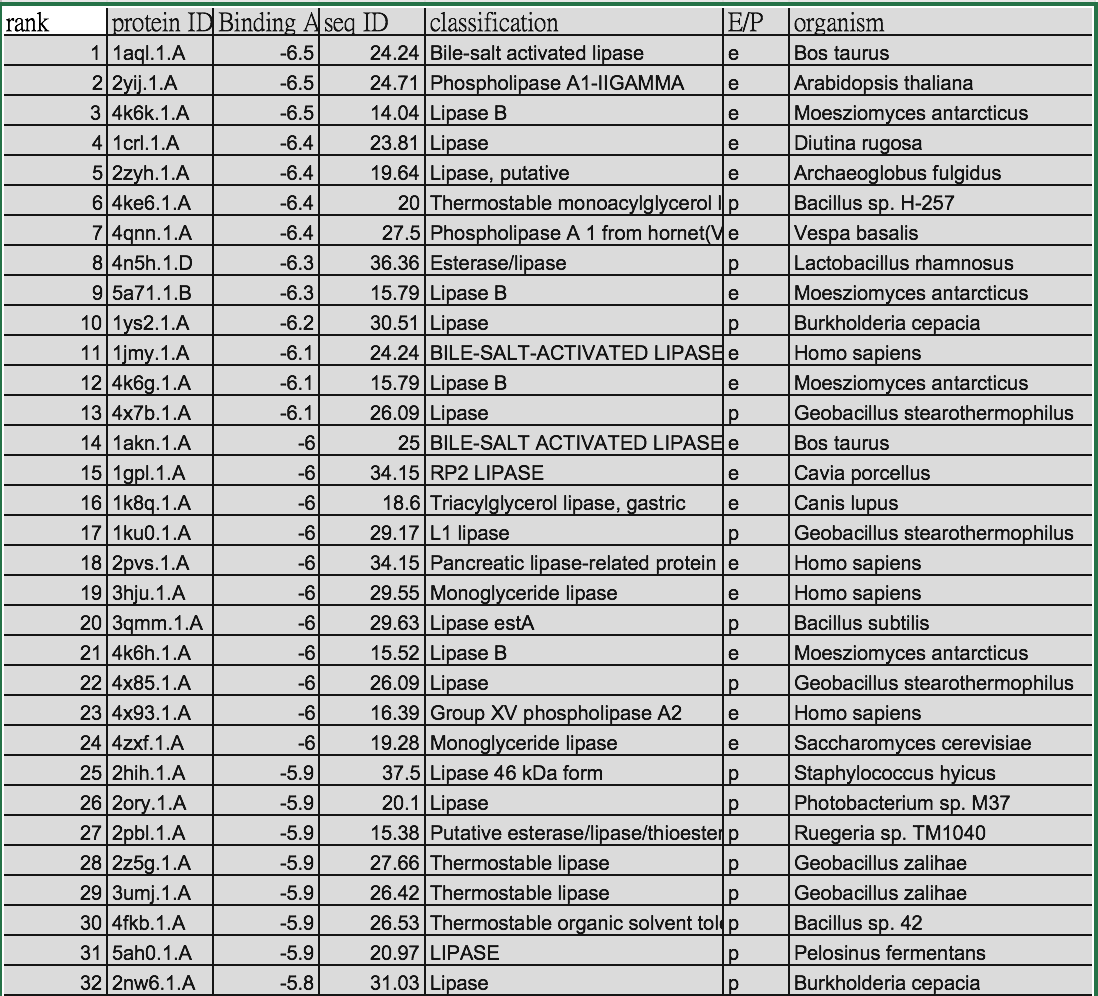 rank protein ID Binding A seq ID classification E/P organism
1 1aql.1.A -6.5 24.24 Bile-salt activated lipase e Bos taurus
2 2yij.1.A -6.5 24.71 Phospholipase A1-IIGAMMA e Arabidopsis thaliana
3 4k6k.1.A -6.5 14.04 Lipase B e Moesziomyces antarcticus
4 1crl.1.A -6.4 23.81 Lipase e Diutina rugosa
5 2zyh.1.A -6.4 19.64 Lipase, putative e Archaeoglobus fulgidus
6 4ke6.1.A -6.4 20 Thermostable monoacylglycerol l p Bacillus sp. H-257
7 4qnn.1.A -6.4 27.5 Phospholipase A 1 from hornet(V e Vespa basalis
8 4n5h.1.D -6.3 36.36 Esterase/lipase p Lactobacillus rhamnosus
9 5a71.1.B -6.3 15.79 Lipase B e Moesziomyces antarcticus
10 1ys2.1.A -6.2 30.51 Lipase p Burkholderia cepacia
11 1jmy.1.A -6.1 24.24 BILE-SALT-ACTIVATED LIPASE e Homo sapiens
12 4k6g.1.A -6.1 15.79 Lipase B e Moesziomyces antarcticus
13 4x7b.1.A -6.1 26.09 Lipase p Geobacillus stearothermophilus
14 1akn.1.A -6 25 BILE-SALT ACTIVATED LIPASE e Bos taurus
15 1gpl.1.A -6 34.15 RP2 LIPASE e Cavia porcellus
16 1k8q.1.A -6 18.6 Triacylglycerol lipase, gastric e Canis lupus
17 1ku0.1.A -6 29.17 L1 lipase p Geobacillus stearothermophilus
18 2pvs.1.A -6 34.15 Pancreatic lipase-related protein e Homo sapiens
19 3hju.1.A -6 29.55 Monoglyceride lipase e Homo sapiens
20 3qmm.1.A -6 29.63 Lipase estA p Bacillus subtilis
21 4k6h.1.A -6 15.52 Lipase B e Moesziomyces antarcticus
22 4x85.1.A -6 26.09 Lipase p Geobacillus stearothermophilus
23 4x93.1.A -6 16.39 Group XV phospholipase A2 e Homo sapiens
24 4zxf.1.A -6 19.28 Monoglyceride lipase e Saccharomyces cerevisiae
25 2hih.1.A -5.9 37.5 Lipase 46 kDa form p Staphylococcus hyicus
26 2ory.1.A -5.9 20.1 Lipase p Photobacterium sp. M37
27 2pbl.1.A -5.9 15.38 Putative esterase/lipase/thioester p Ruegeria sp. TM1040
28 2z5g.1.A -5.9 27.66 Thermostable lipase p Geobacillus zalihae
29 3umj.1.A -5.9 26.42 Thermostable lipase p Geobacillus zalihae
30 4fkb.1.A -5.9 26.53 Thermostable organic solvent tole p Bacillus sp. 42
31 5ah0.1.A -5.9 20.97 LIPASE p Pelosinus fermentans
32 2nw6.1.A -5.8 31.03 Lipase p Burkholderia cepacia